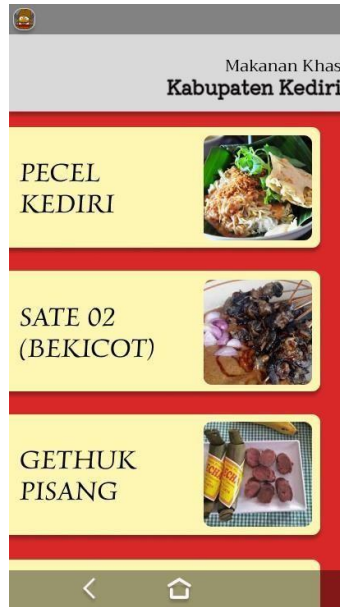 Makanan Khas
Kabupaten Kediri
PECEL
KEDIRI
SATE 02
(BEKICOT)
GETHUK
PISANG